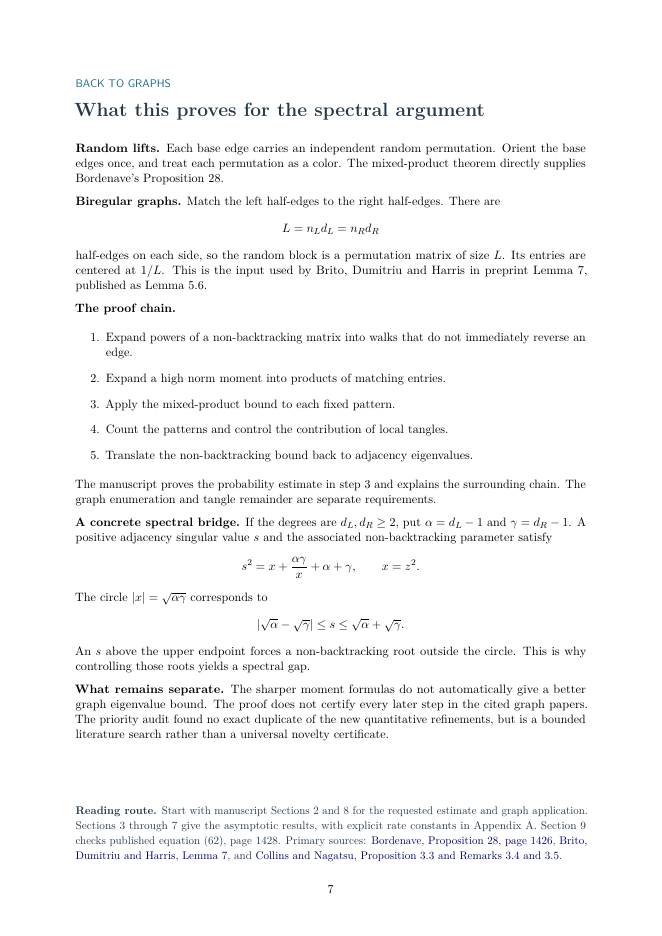 BACK TO GRAPHS
What this proves for the spectral argument
Random lifts. Each base edge carries an independent random permutation. Orient the base
edges once, and treat each permutation as a color. The mixed-product theorem directly supplies
Bordenave's Proposition 28.
Biregular graphs. Match the left half-edges to the right half-edges. There are
L = n_L d_L = n_R d_R
half-edges on each side, so the random block is a permutation matrix of size L. Its entries are
centered at 1/L. This is the input used by Brito, Dumitriu and Harris in preprint Lemma 7,
published as Lemma 5.6.
The proof chain.
1. Expand powers of a non-backtracking matrix into walks that do not immediately reverse an
edge.
2. Expand a high norm moment into products of matching entries.
3. Apply the mixed-product bound to each fixed pattern.
4. Count the patterns and control the contribution of local tangles.
5. Translate the non-backtracking bound back to adjacency eigenvalues.
The manuscript proves the probability estimate in step 3 and explains the surrounding chain. The
graph enumeration and tangle remainder are separate requirements.
A concrete spectral bridge. If the degrees are d_L, d_R ≥ 2, put α = d_L − 1 and γ = d_R − 1. A
positive adjacency singular value s and the associated non-backtracking parameter satisfy
s² = x + αγ/x + α + γ, x = z².
The circle |x| = √αγ corresponds to
|√α − √γ| ≤ s ≤ √α + √γ.
An s above the upper endpoint forces a non-backtracking root outside the circle. This is why
controlling those roots yields a spectral gap.
What remains separate. The sharper moment formulas do not automatically give a better
graph eigenvalue bound. The proof does not certify every later step in the cited graph papers.
The priority audit found no exact duplicate of the new quantitative refinements, but is a bounded
literature search rather than a universal novelty certificate.
Reading route. Start with manuscript Sections 2 and 8 for the requested estimate and graph application.
Sections 3 through 7 give the asymptotic results, with explicit rate constants in Appendix A. Section 9
checks published equation (62), page 1428. Primary sources: Bordenave, Proposition 28, page 1426, Brito,
Dumitriu and Harris, Lemma 7, and Collins and Nagatsu, Proposition 3.3 and Remarks 3.4 and 3.5.
7